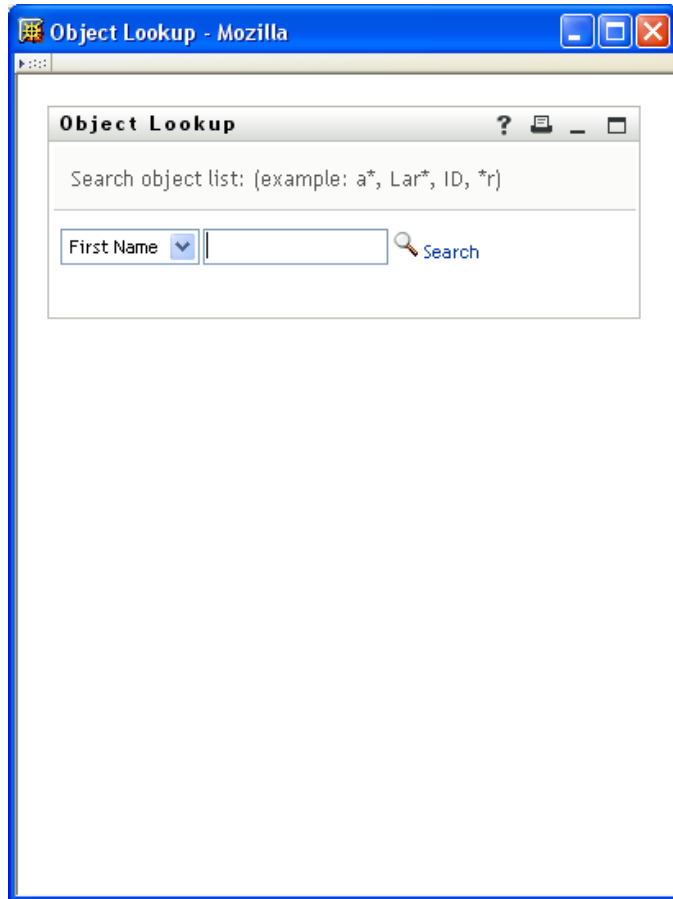 Object Lookup - Mozilla
Object Lookup
Search object list: (example: a*, Lar*, ID, *r)
First Name
Search